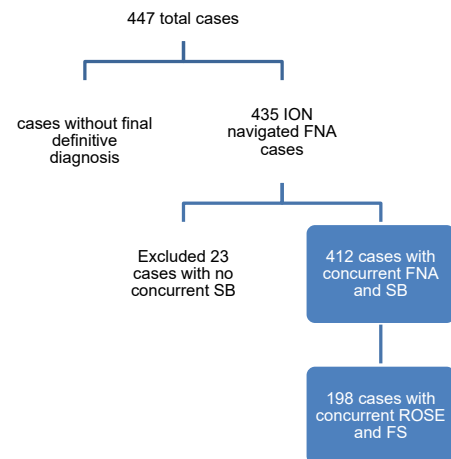 447 total cases
cases without final
definitive
diagnosis
435 ION
navigated FNA
cases
Excluded 23
cases with no
concurrent SB
412 cases with
concurrent FNA
and SB
198 cases with
concurrent ROSE
and FS